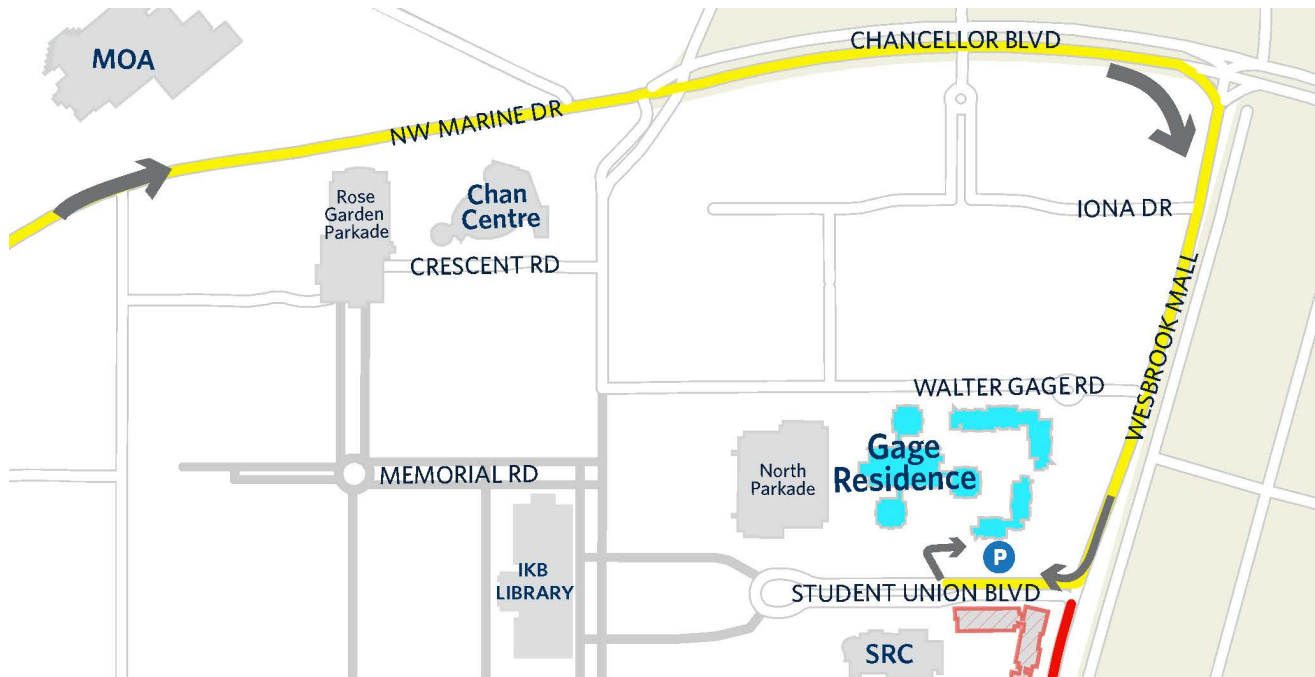 MOA
CHANCELLOR BLVD
NW MARINE DR
Rose
Garden
Parkade
Chan
Centre
IONA DR
CRESCENT RD
WESBROOK MALL
WALTER GAGE RD
Gage
Residence
North
Parkade
MEMORIAL RD
P
IKB
LIBRARY
STUDENT UNION BLVD
SRC